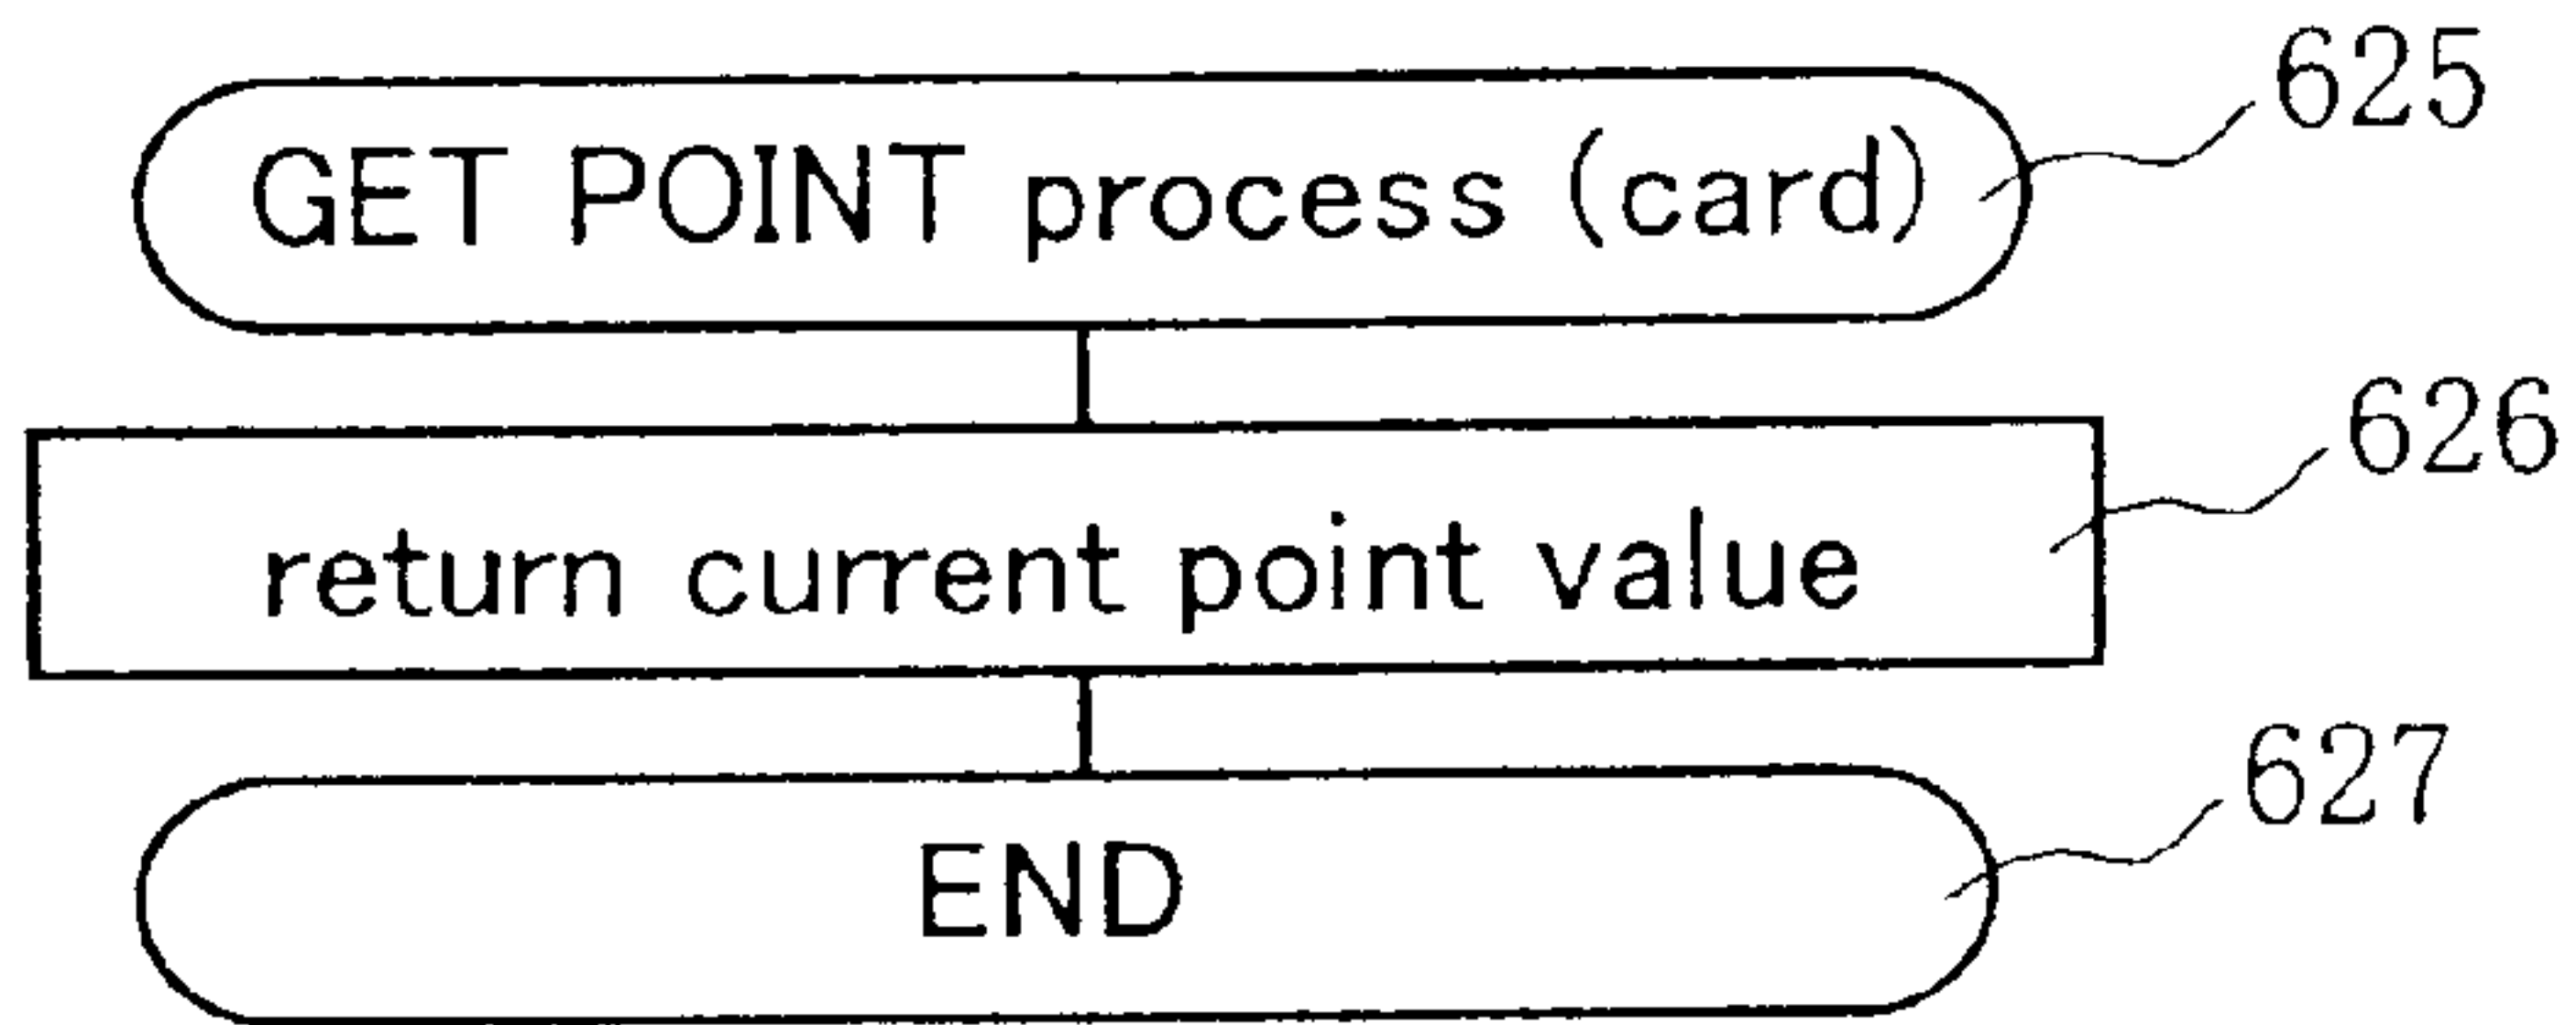 GET POINT process (card)
625
return current point value
626
END
627